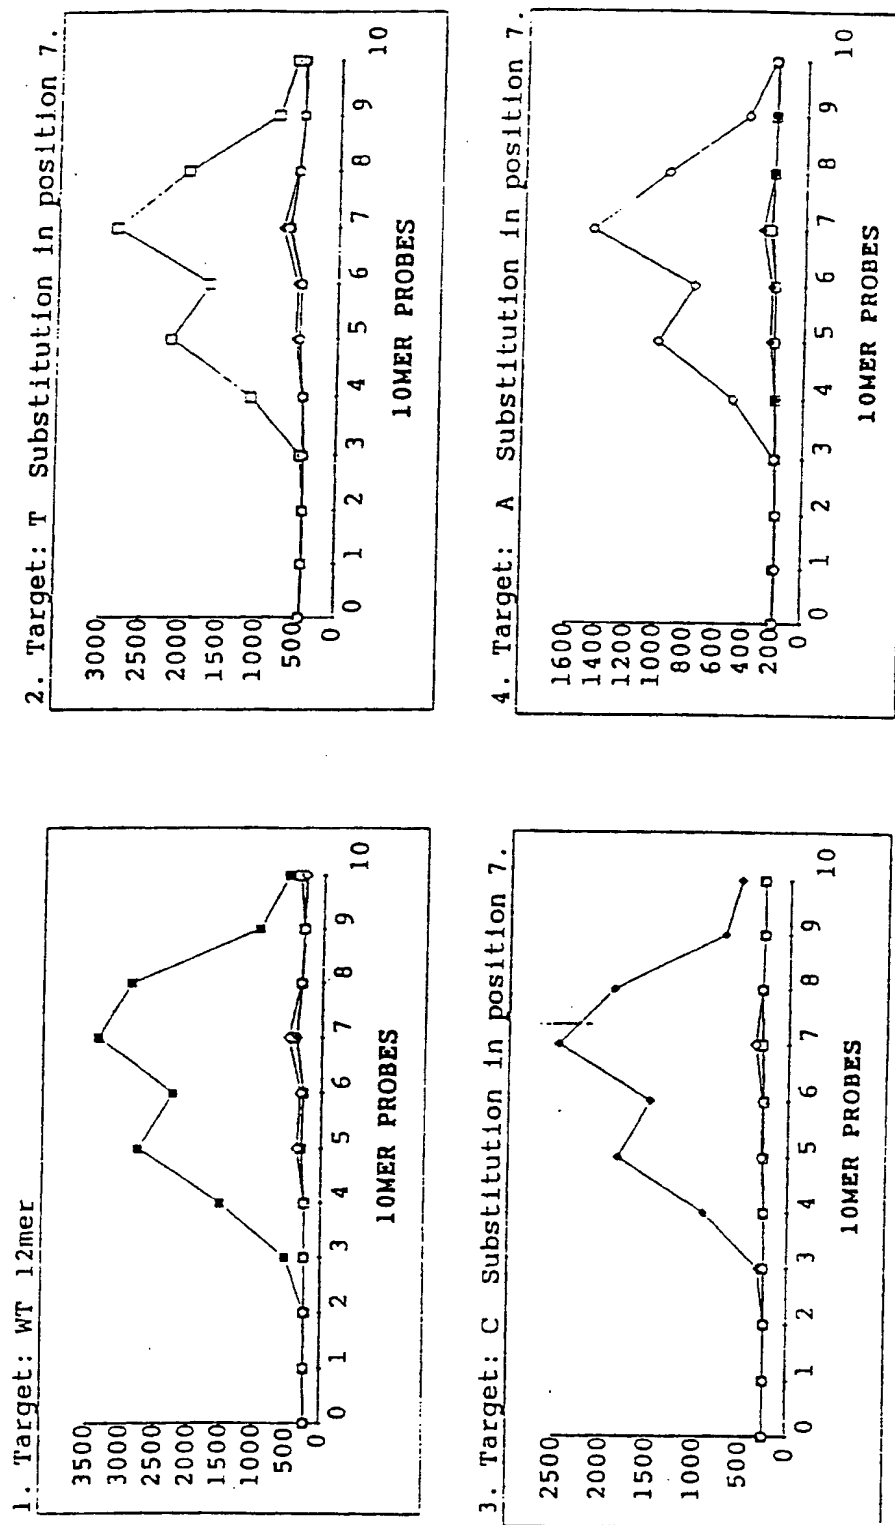 1. Target: WT 12mer
3500
3000
2500
2000
1500
1000
500
0
0 1 2 3 4 5 6 7 8 9 10
10MER PROBES
2. Target: T Substitution in position 7.
3000
2500
2000
1500
1000
500
0
0 1 2 3 4 5 6 7 8 9 10
10MER PROBES
3. Target: C Substitution in position 7.
2500
2000
1500
1000
500
0
0 1 2 3 4 5 6 7 8 9 10
10MER PROBES
4. Target: A Substitution in position 7.
1600
1400
1200
1000
800
600
400
200
0
0 1 2 3 4 5 6 7 8 9 10
10MER PROBES